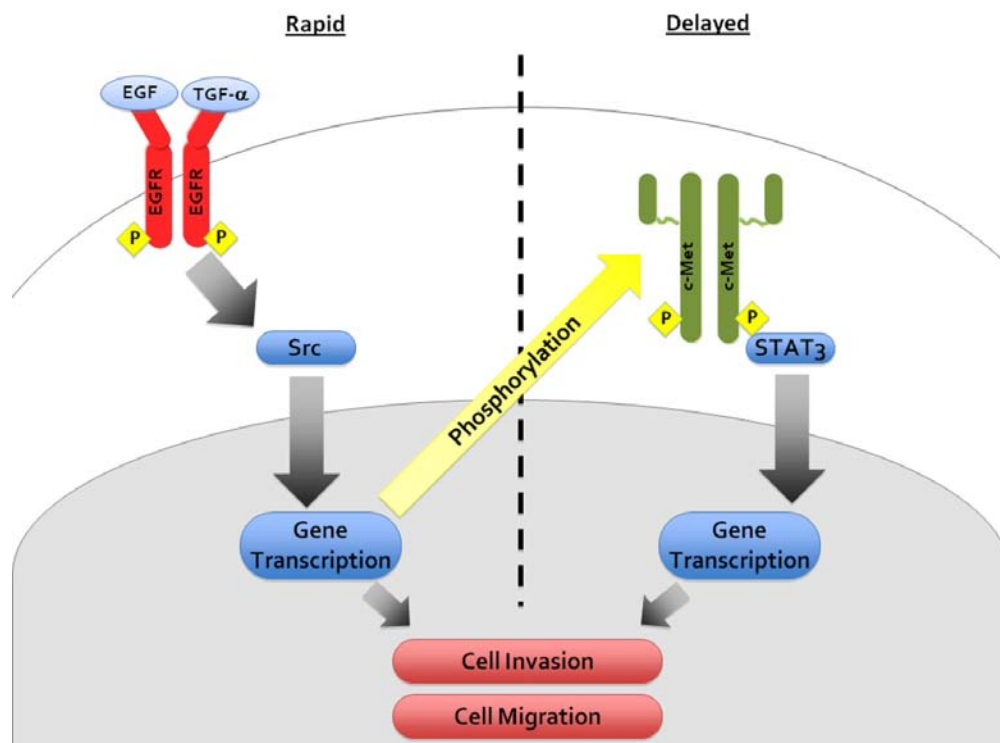 Rapid
Delayed
EGF
TGF-α
EGFR
EGFR
P
P
Src
Gene
Transcription
Phosphorylation
c-Met
c-Met
P
P
STAT3
Gene
Transcription
Cell Invasion
Cell Migration